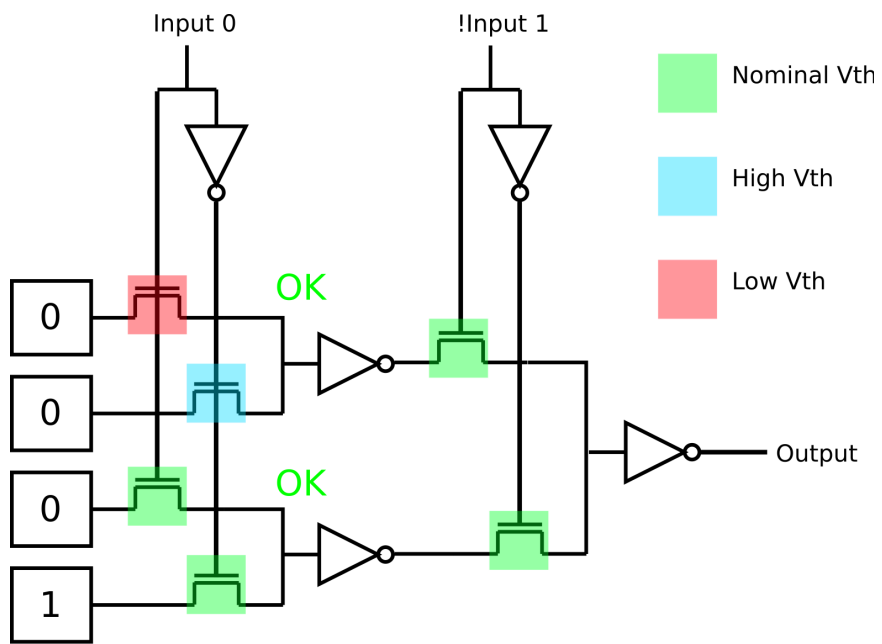 Input 0
!Input 1
Nominal Vth
High Vth
Low Vth
OK
0
0
OK
0
1
Output